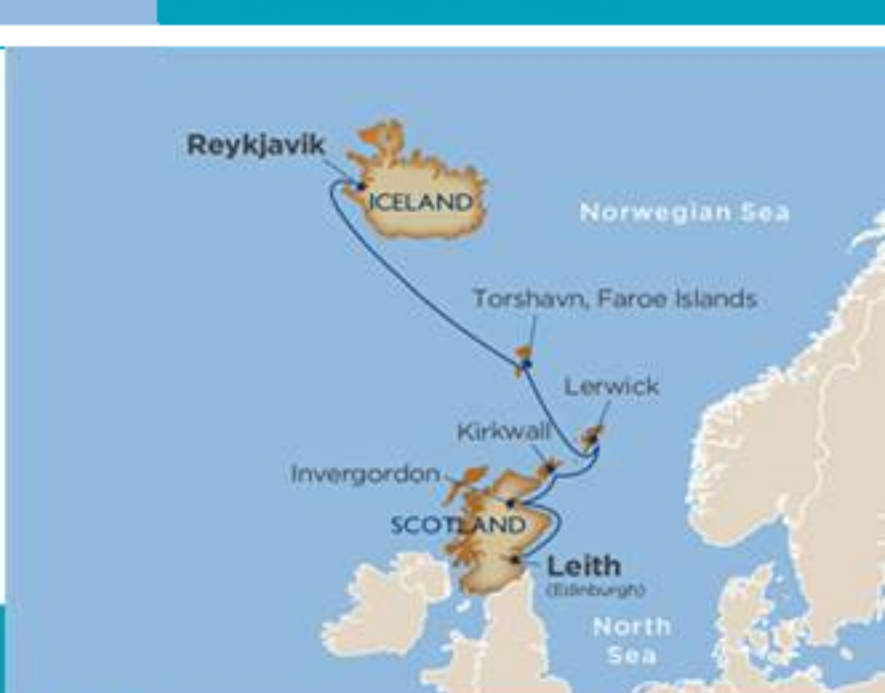 Reykjavik
ICELAND
Norwegian Sea
Torshavn, Faroe Islands
Lerwick
Kirkwall
Invergordon
SCOTLAND
Leith
(Edinburgh)
North
Sea